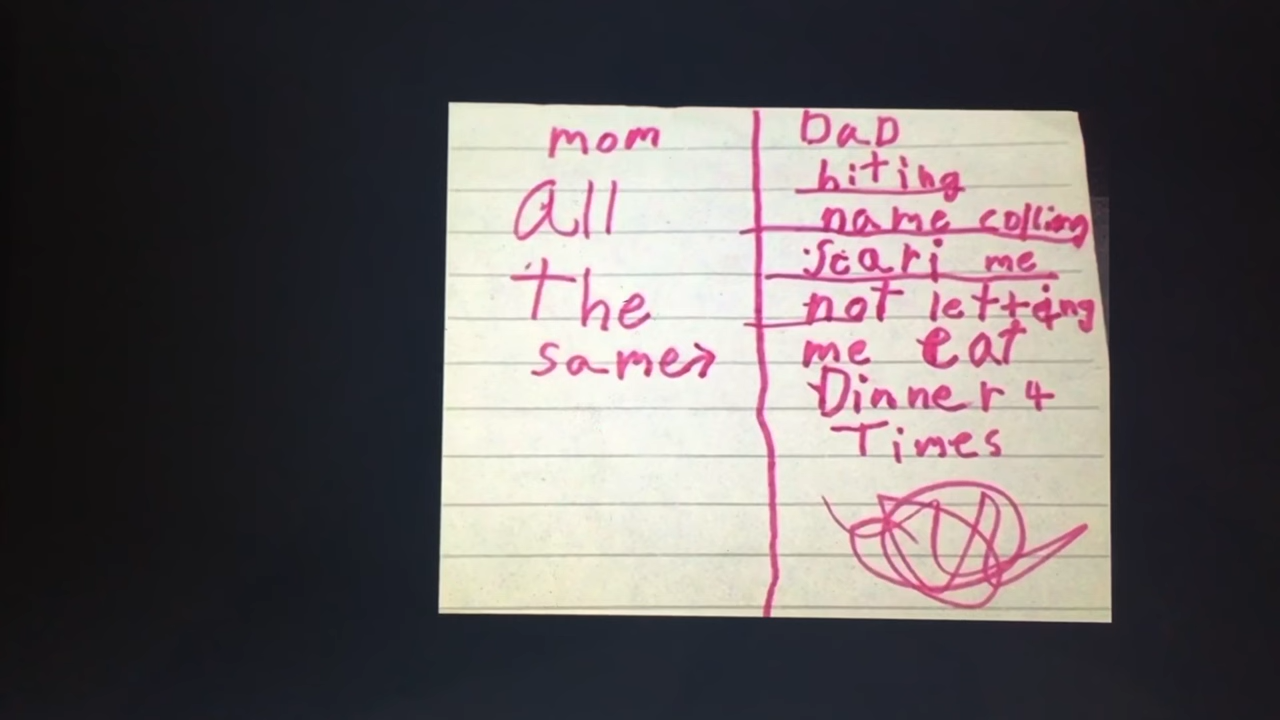 mom
All
The
same
DaD
hiting
name colling
Scari me
not letting
me eat
Dinner 4
Times